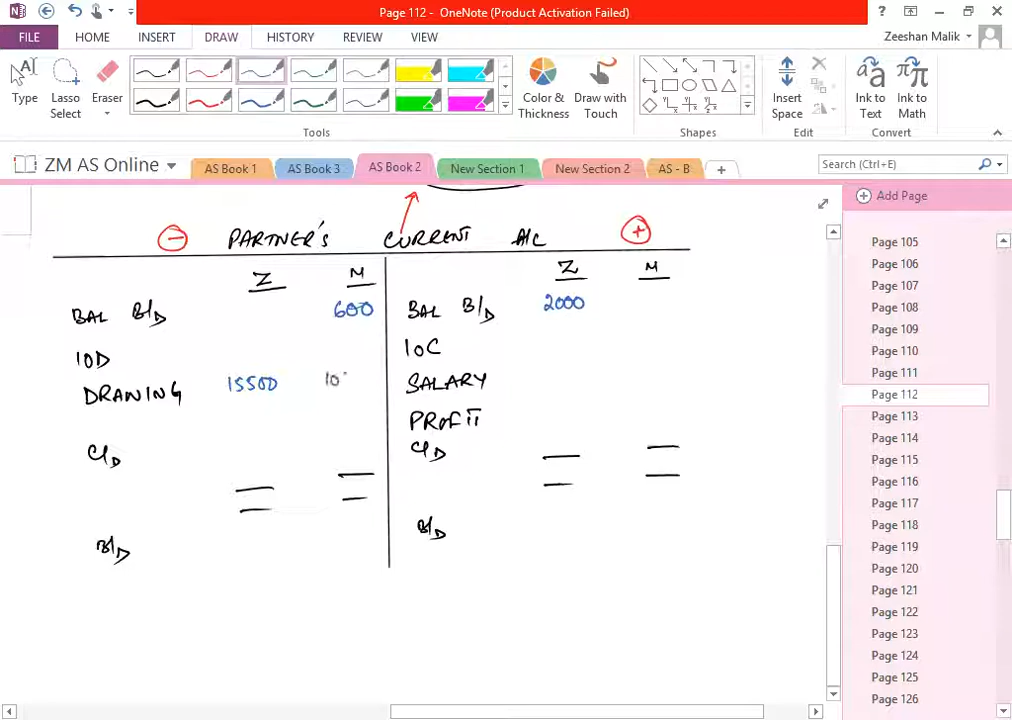 Page 112 - OneNote (Product Activation Failed)
FILE HOME INSERT DRAW HISTORY REVIEW VIEW
Zeeshan Malik
Type
Lasso Select
Eraser
Color & Thickness
Draw with Touch
Insert Space
Ink to Text
Ink to Math
Tools
Shapes
Edit
Convert
ZM AS Online
AS Book 1
AS Book 3
AS Book 2
New Section 1
New Section 2
AS - B
Search (Ctrl+E)
Add Page
Page 105
Page 106
Page 107
Page 108
Page 109
Page 110
Page 111
Page 112
Page 113
Page 114
Page 115
Page 116
Page 117
Page 118
Page 119
Page 120
Page 121
Page 122
Page 123
Page 124
Page 125
Page 126
− PARTNER'S CURRENT A/C +
Z M Z M
BAL B/D 600 BAL B/D 2000
IOD IOC
DRAWING 15500 10 SALARY
PROFIT
C/D C/D
B/D B/D